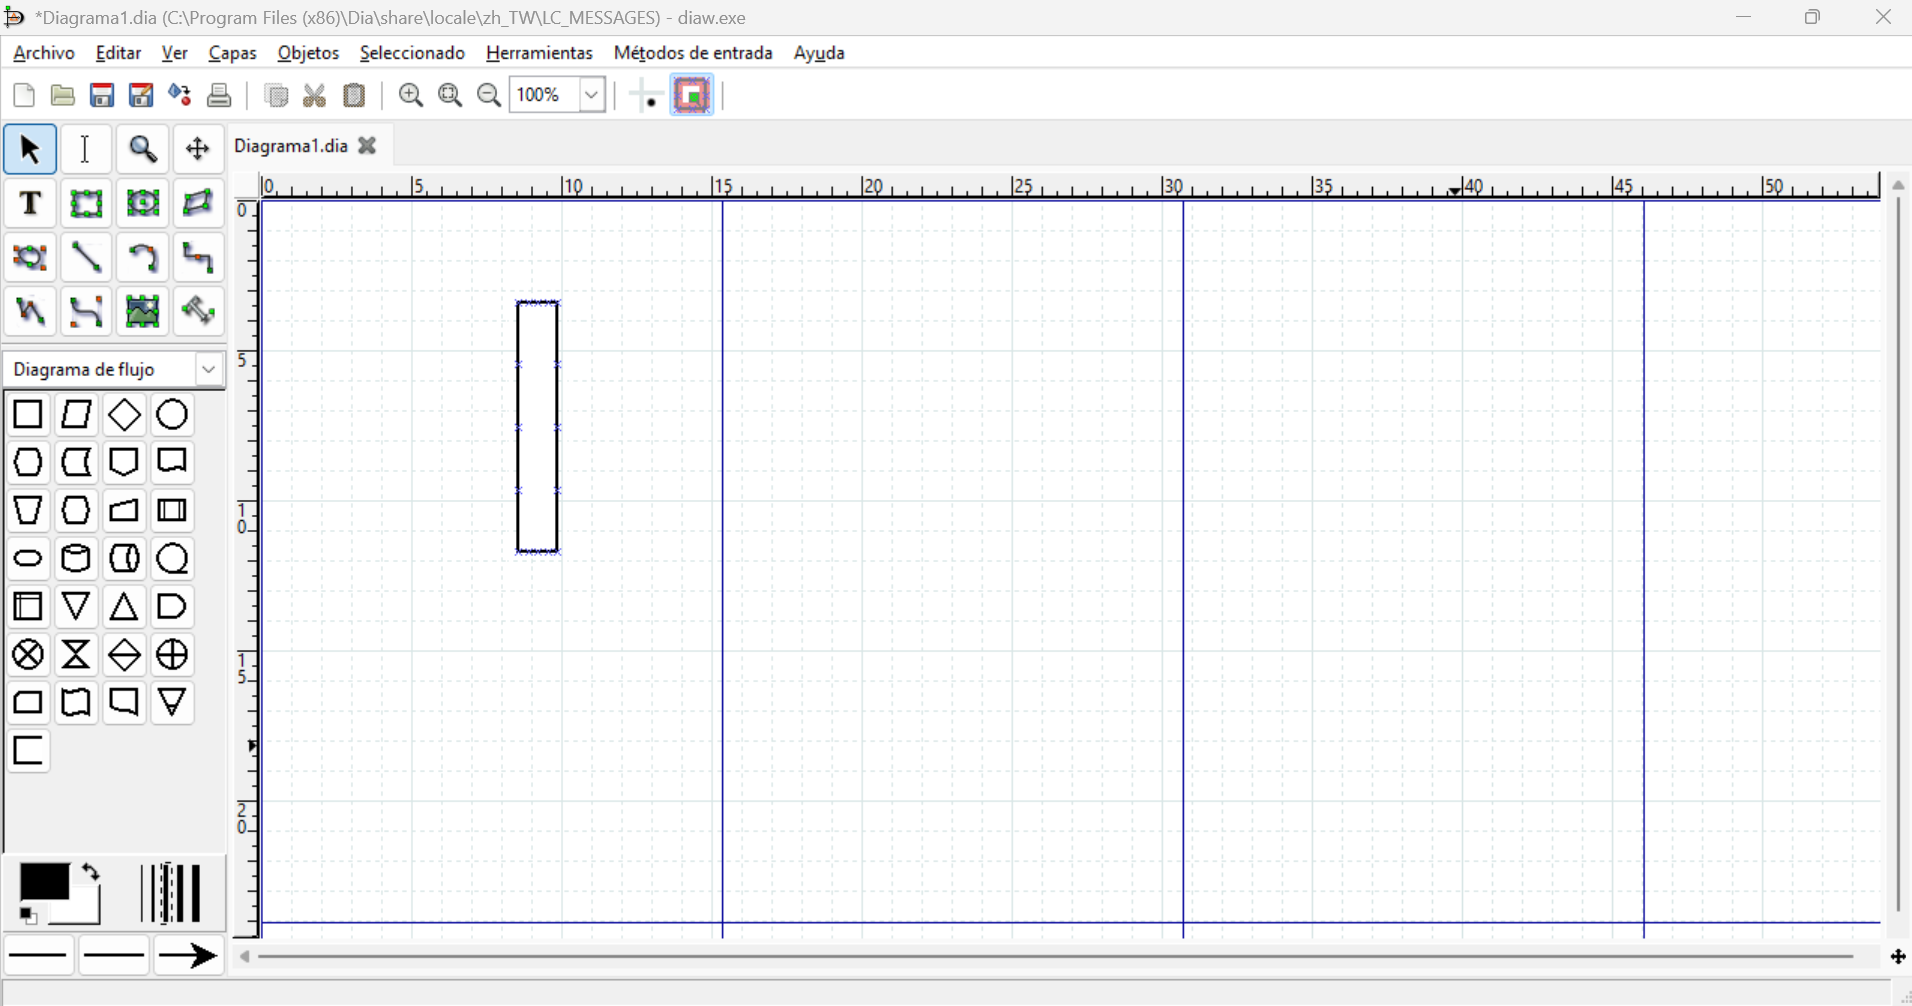 *Diagrama1.dia (C:\Program Files (x86)\Dia\share\locale\zh_TW\LC_MESSAGES) - diaw.exe
Archivo Editar Ver Capas Objetos Seleccionado Herramientas Métodos de entrada Ayuda
100%
Diagrama1.dia
0 5 10 15 20 25 30 35 40 45 50
0
5
10
15
20
T
Diagrama de flujo